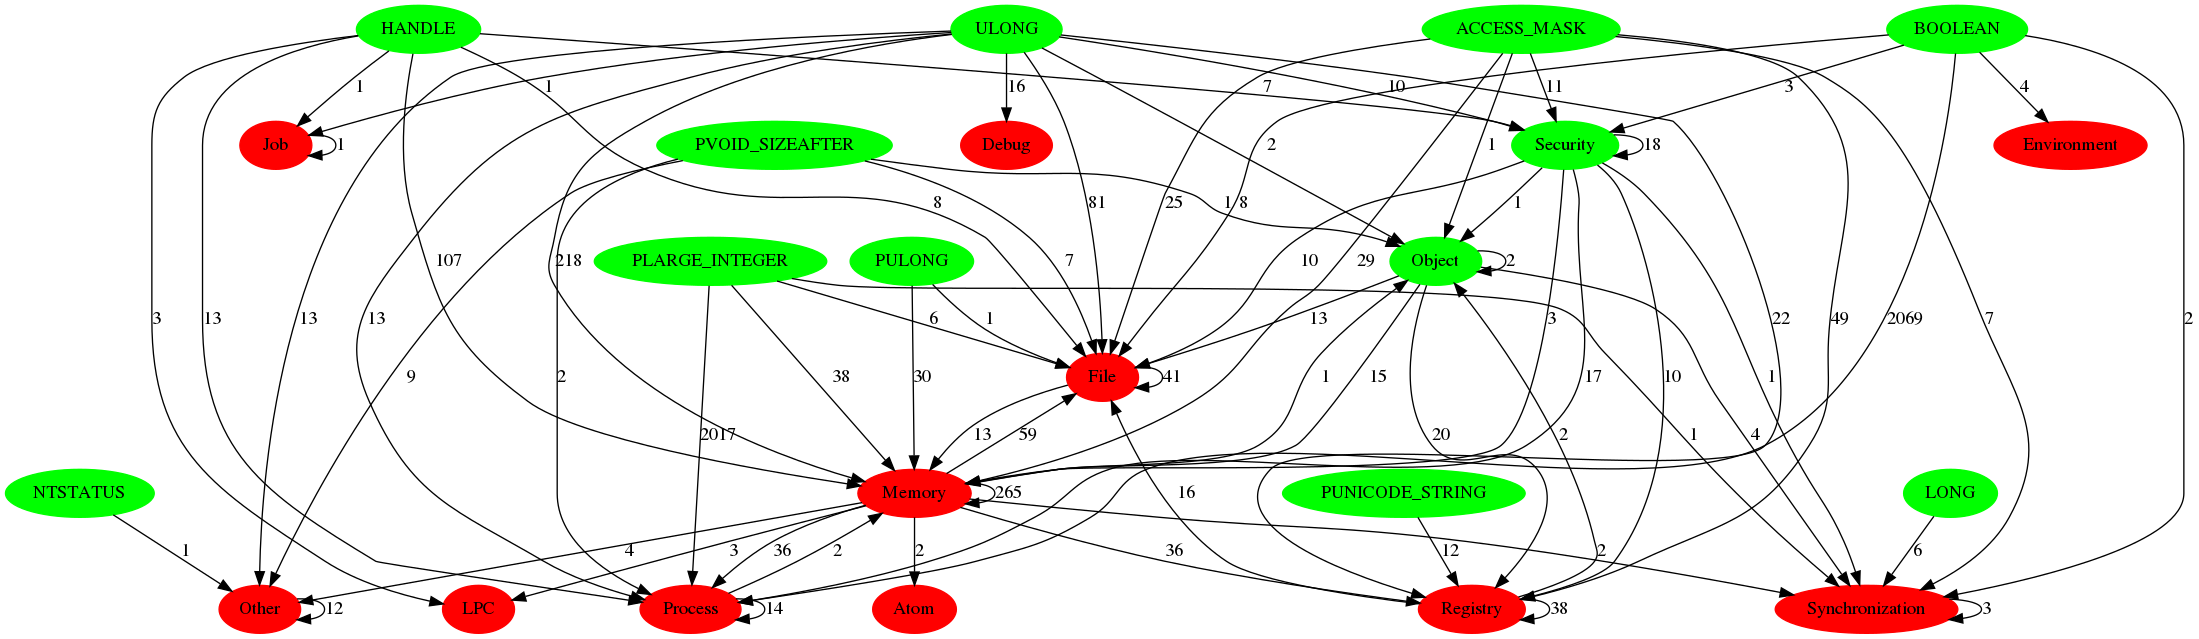 HANDLE ULONG ACCESS_MASK BOOLEAN
1 1 16 7 10 11 3 4
Job 1 PVOID_SIZEAFTER Debug Security 18 Environment
8 81 2 1 25 8 1 1
107 218 PLARGE_INTEGER PULONG 10 29 Object 2
3 13 13 13 2 7 6 1 13 3 22 49 2069 7 2
9 38 30 File 41 1 15 17 10 1
2017 13 59 20 2 1 4
NTSTATUS Memory 265 16 PUNICODE_STRING LONG
1 4 3 36 2 2 36 12 2 6
Other 12 LPC Process 14 Atom Registry 38 Synchronization 3